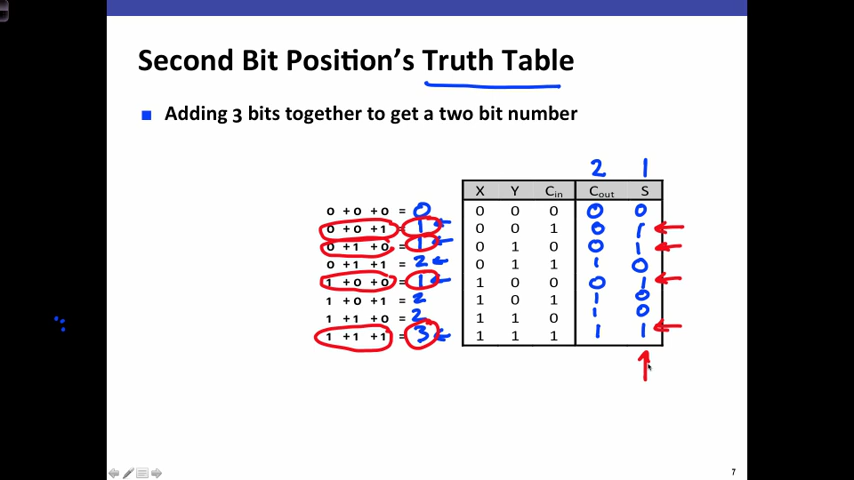 Second Bit Position's Truth Table
Adding 3 bits together to get a two bit number
2 1
X Y Cin Cout S
0 + 0 + 0 = 0 0 0 0 0 0
0 + 0 + 1 = 1 0 0 1 0 1
0 + 1 + 0 = 1 0 1 0 0 1
0 + 1 + 1 = 2 0 1 1 1 0
1 + 0 + 0 = 1 1 0 0 0 1
1 + 0 + 1 = 2 1 0 1 1 0
1 + 1 + 0 = 2 1 1 0 1 0
1 + 1 + 1 = 3 1 1 1 1 1
7